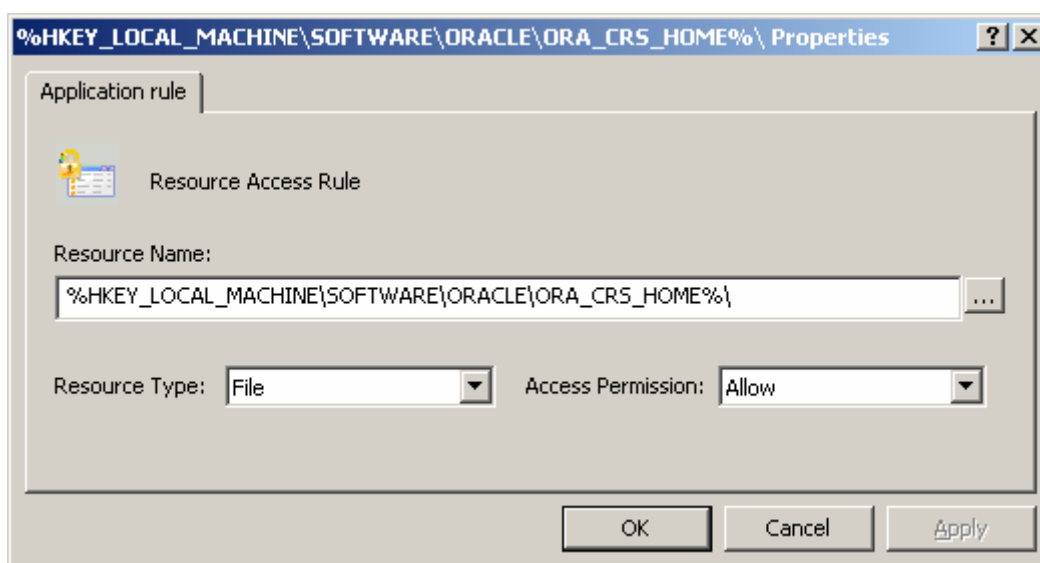 %HKEY_LOCAL_MACHINE\SOFTWARE\ORACLE\ORA_CRS_HOME%\ Properties
Application rule
Resource Access Rule
Resource Name:
%HKEY_LOCAL_MACHINE\SOFTWARE\ORACLE\ORA_CRS_HOME%\
...
Resource Type: File Access Permission: Allow
OK Cancel Apply